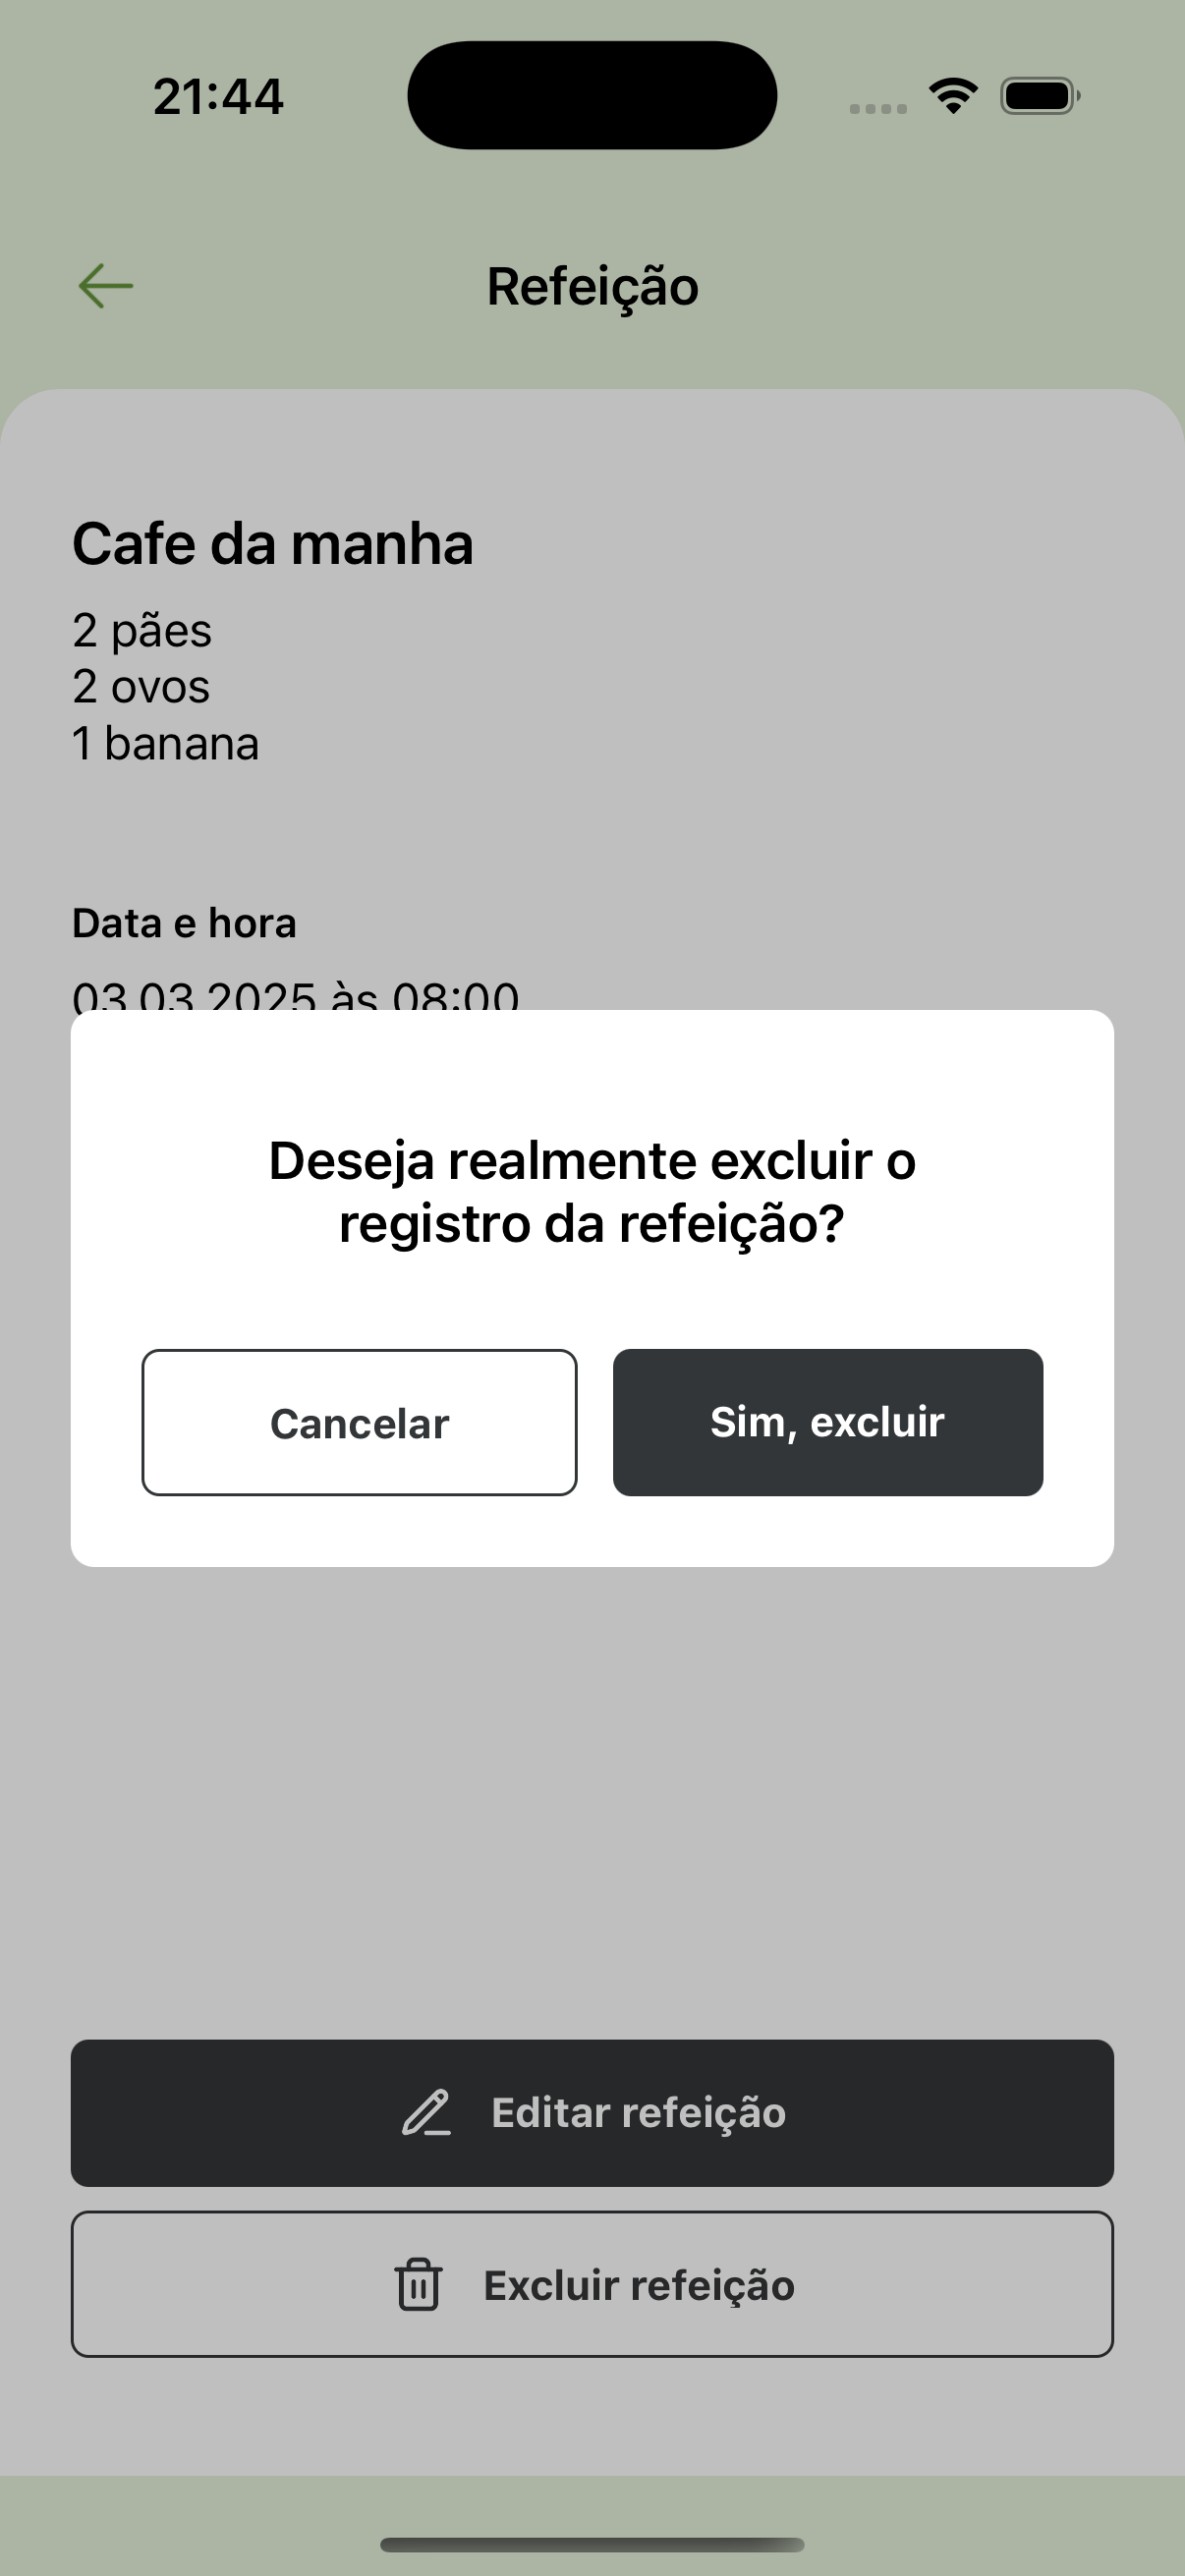 21:44
Refeição
Cafe da manha
2 pães
2 ovos
1 banana
Data e hora
03.03.2025 às 08:00
Deseja realmente excluir o
registro da refeição?
Cancelar
Sim, excluir
Editar refeição
Excluir refeição